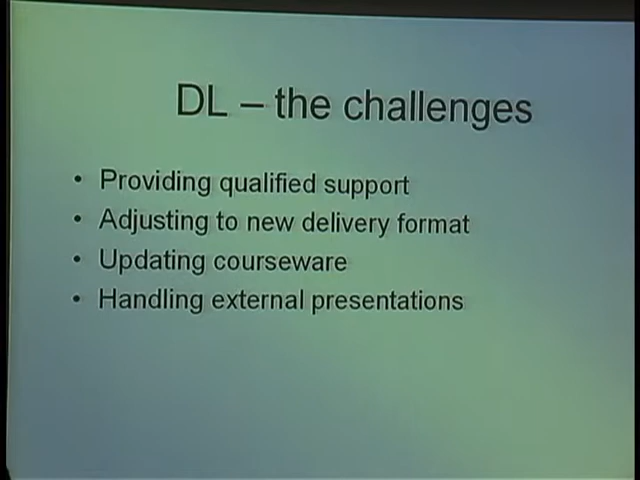 DL – the challenges
• Providing qualified support
• Adjusting to new delivery format
• Updating courseware
• Handling external presentations